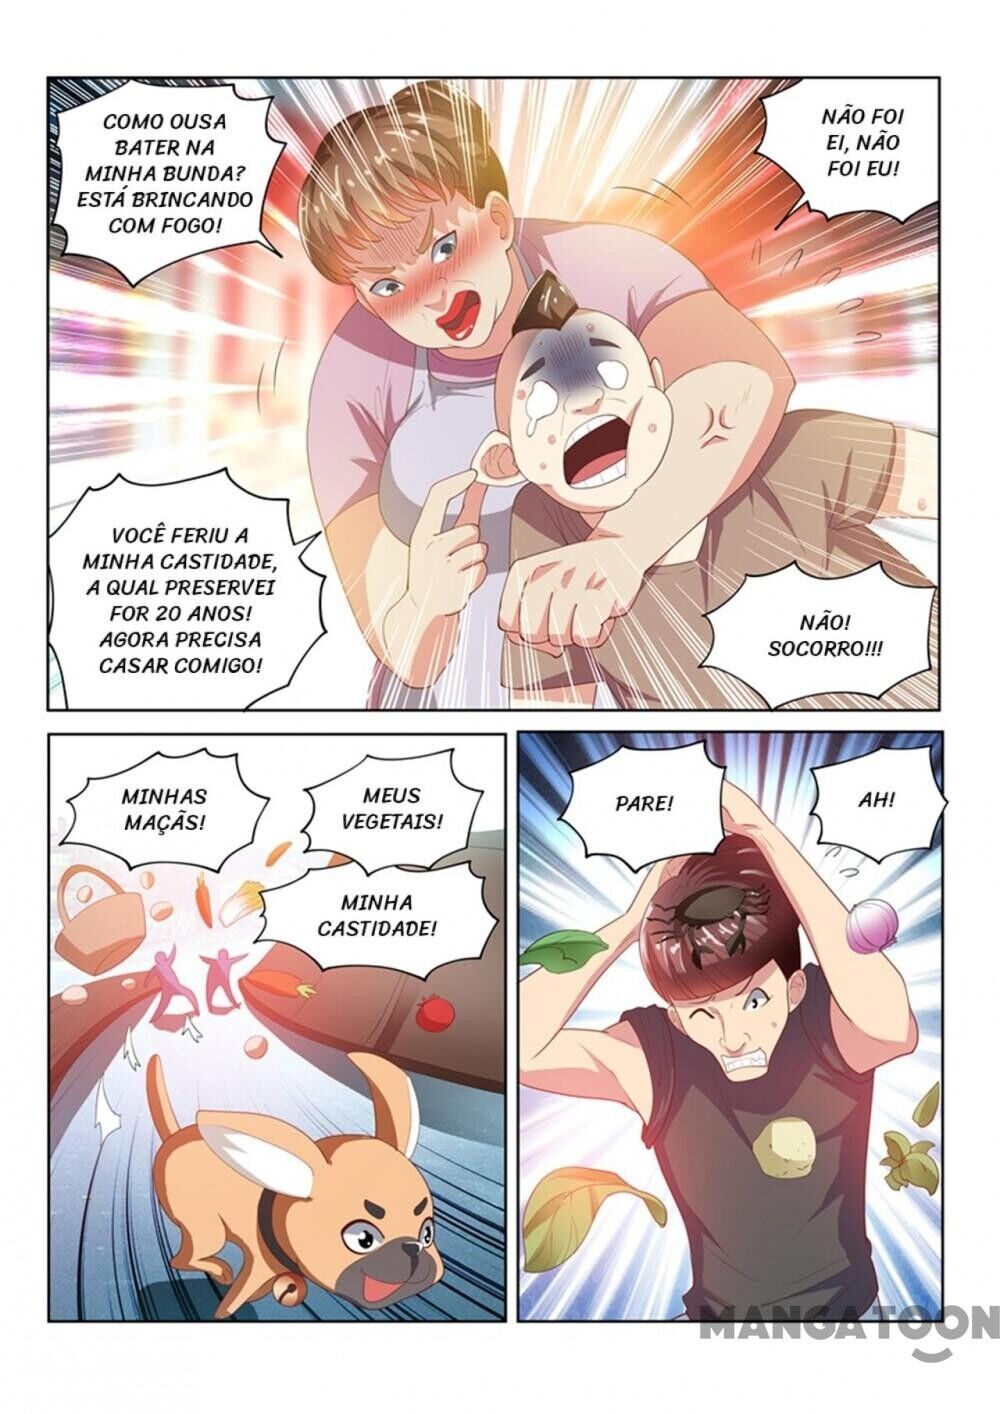 COMO OUSA
BATER NA
MINHA BUNDA?
ESTÁ BRINCANDO
COM FOGO!
NÃO FOI
EI, NÃO
FOI EU!
VOCÊ FERIU A
MINHA CASTIDADE,
A QUAL PRESERVEI
FOR 20 ANOS!
AGORA PRECISA
CASAR COMIGO!
NÃO!
SOCORRO!!!
MINHAS
MAÇÃS!
MEUS
VEGETAIS!
MINHA
CASTIDADE!
PARE!
AH!
MANGATOON